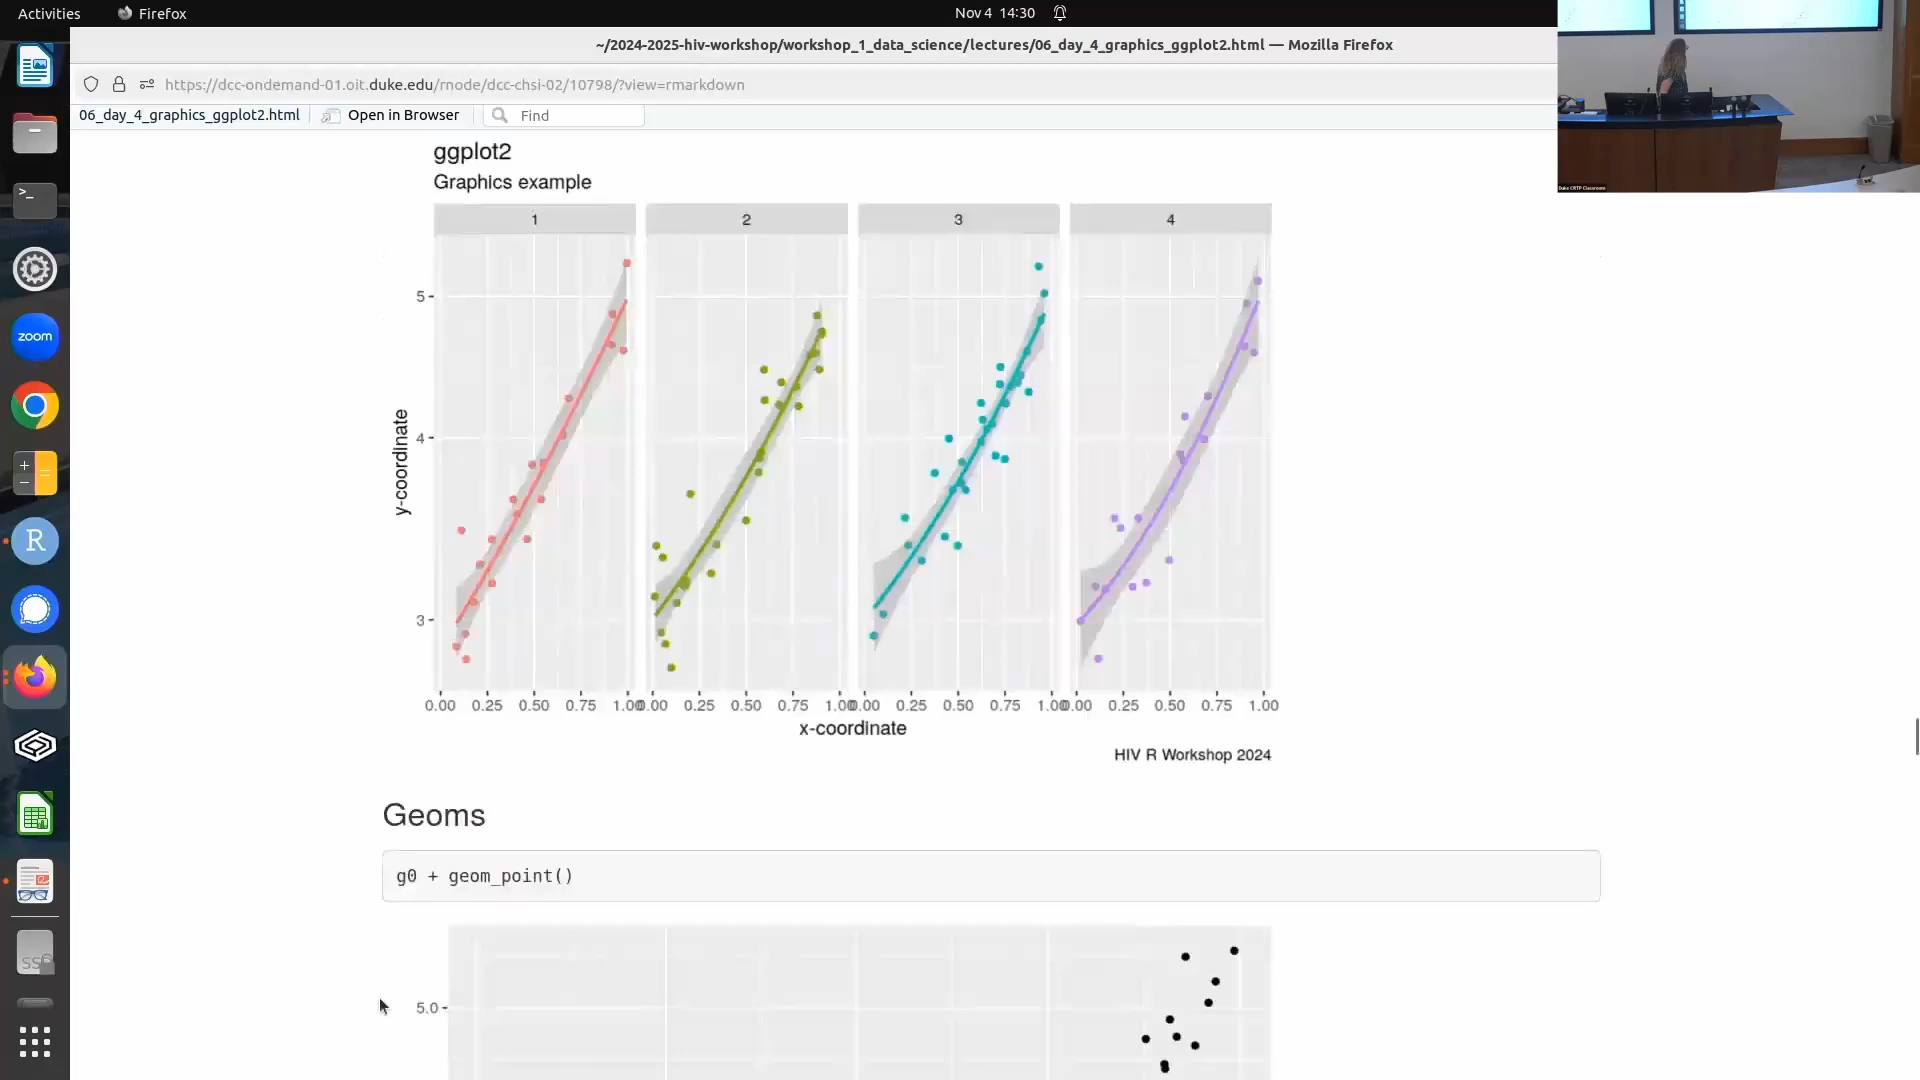 Activities
Firefox
Nov 4 14:30
~/2024-2025-hiv-workshop/workshop_1_data_science/lectures/06_day_4_graphics_ggplot2.html — Mozilla Firefox
https://dcc-ondemand-01.oit.duke.edu/rnode/dcc-chsi-02/10798/?view=rmarkdown
06_day_4_graphics_ggplot2.html
Open in Browser
Find
Duke CRTP Classroom
zoom
R
ggplot2
Graphics example
1 2 3 4
5
4
3
y-coordinate
0.00 0.25 0.50 0.75 1.00 0.00 0.25 0.50 0.75 1.00 0.00 0.25 0.50 0.75 1.00 0.00 0.25 0.50 0.75 1.00
x-coordinate
HIV R Workshop 2024
Geoms
g0 + geom_point()
5.0